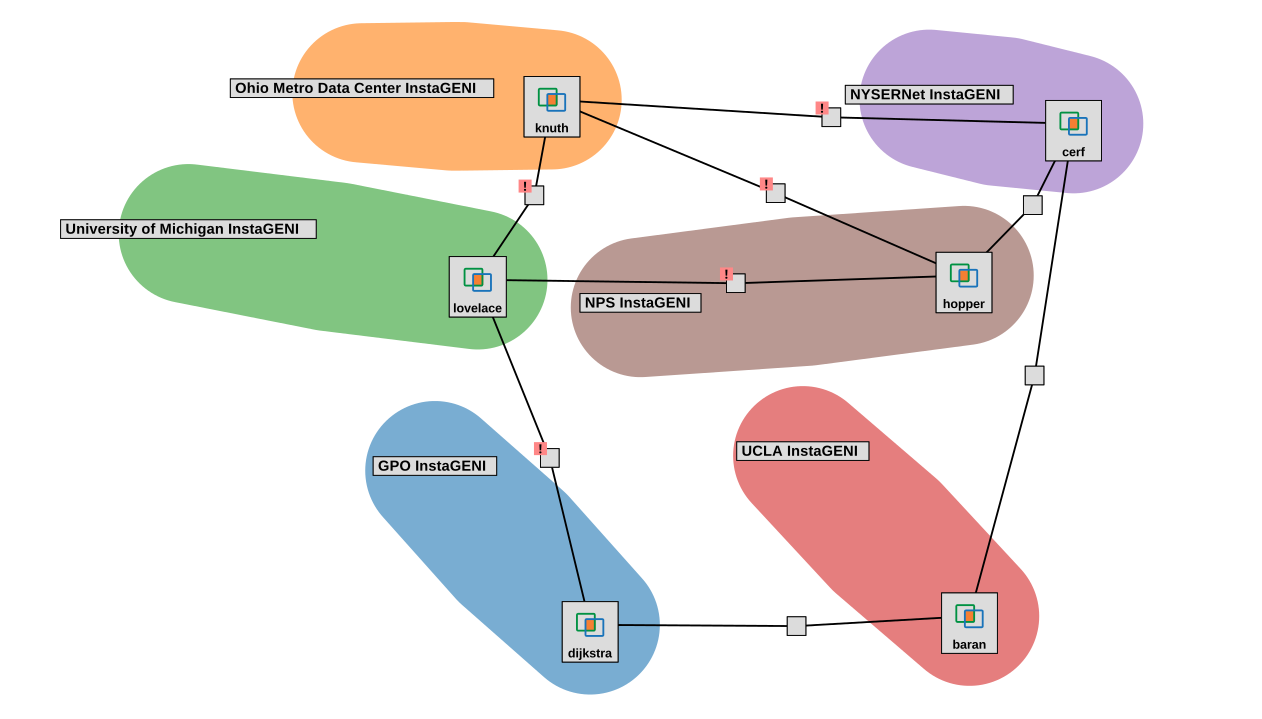 Ohio Metro Data Center InstaGENI
knuth
!
NYSERNet InstaGENI
cerf
!
!
University of Michigan InstaGENI
lovelace
!
NPS InstaGENI
hopper
!
GPO InstaGENI
UCLA InstaGENI
dijkstra
baran